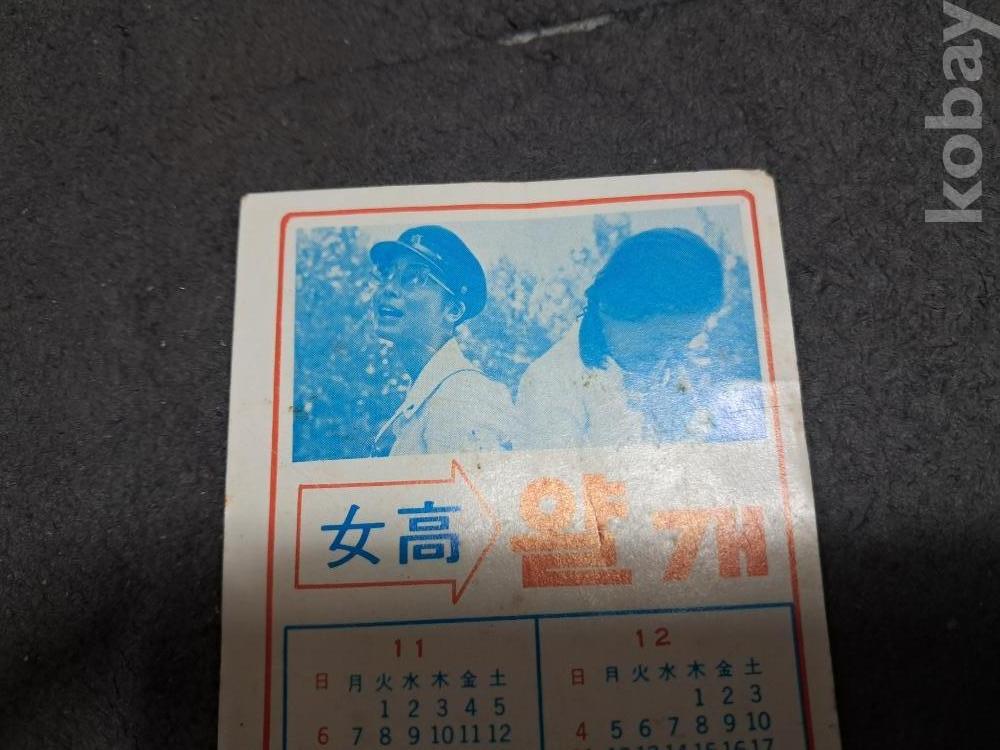 kobay
女高 얄개
11
日 月 火 水 木 金 土
1 2 3 4 5
6 7 8 9 10 11 12
12
日 月 火 水 木 金 土
1 2 3
4 5 6 7 8 9 10